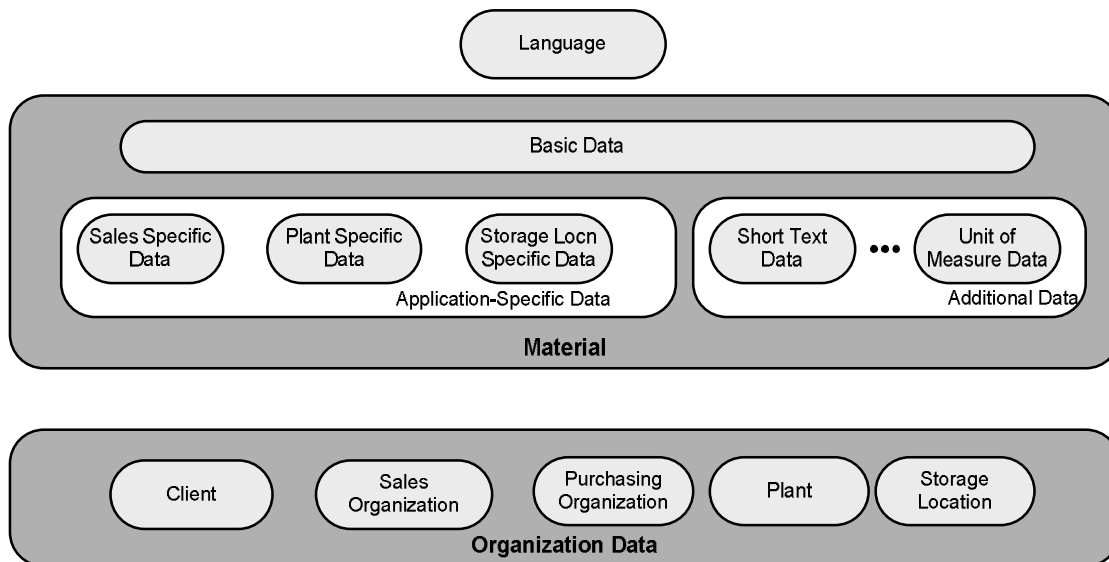 Language
Basic Data
Sales Specific
Data
Plant Specific
Data
Storage Locn
Specific Data
Application-Specific Data
Short Text
Data
Unit of
Measure Data
Additional Data
Material
Client
Sales
Organization
Purchasing
Organization
Plant
Storage
Location
Organization Data